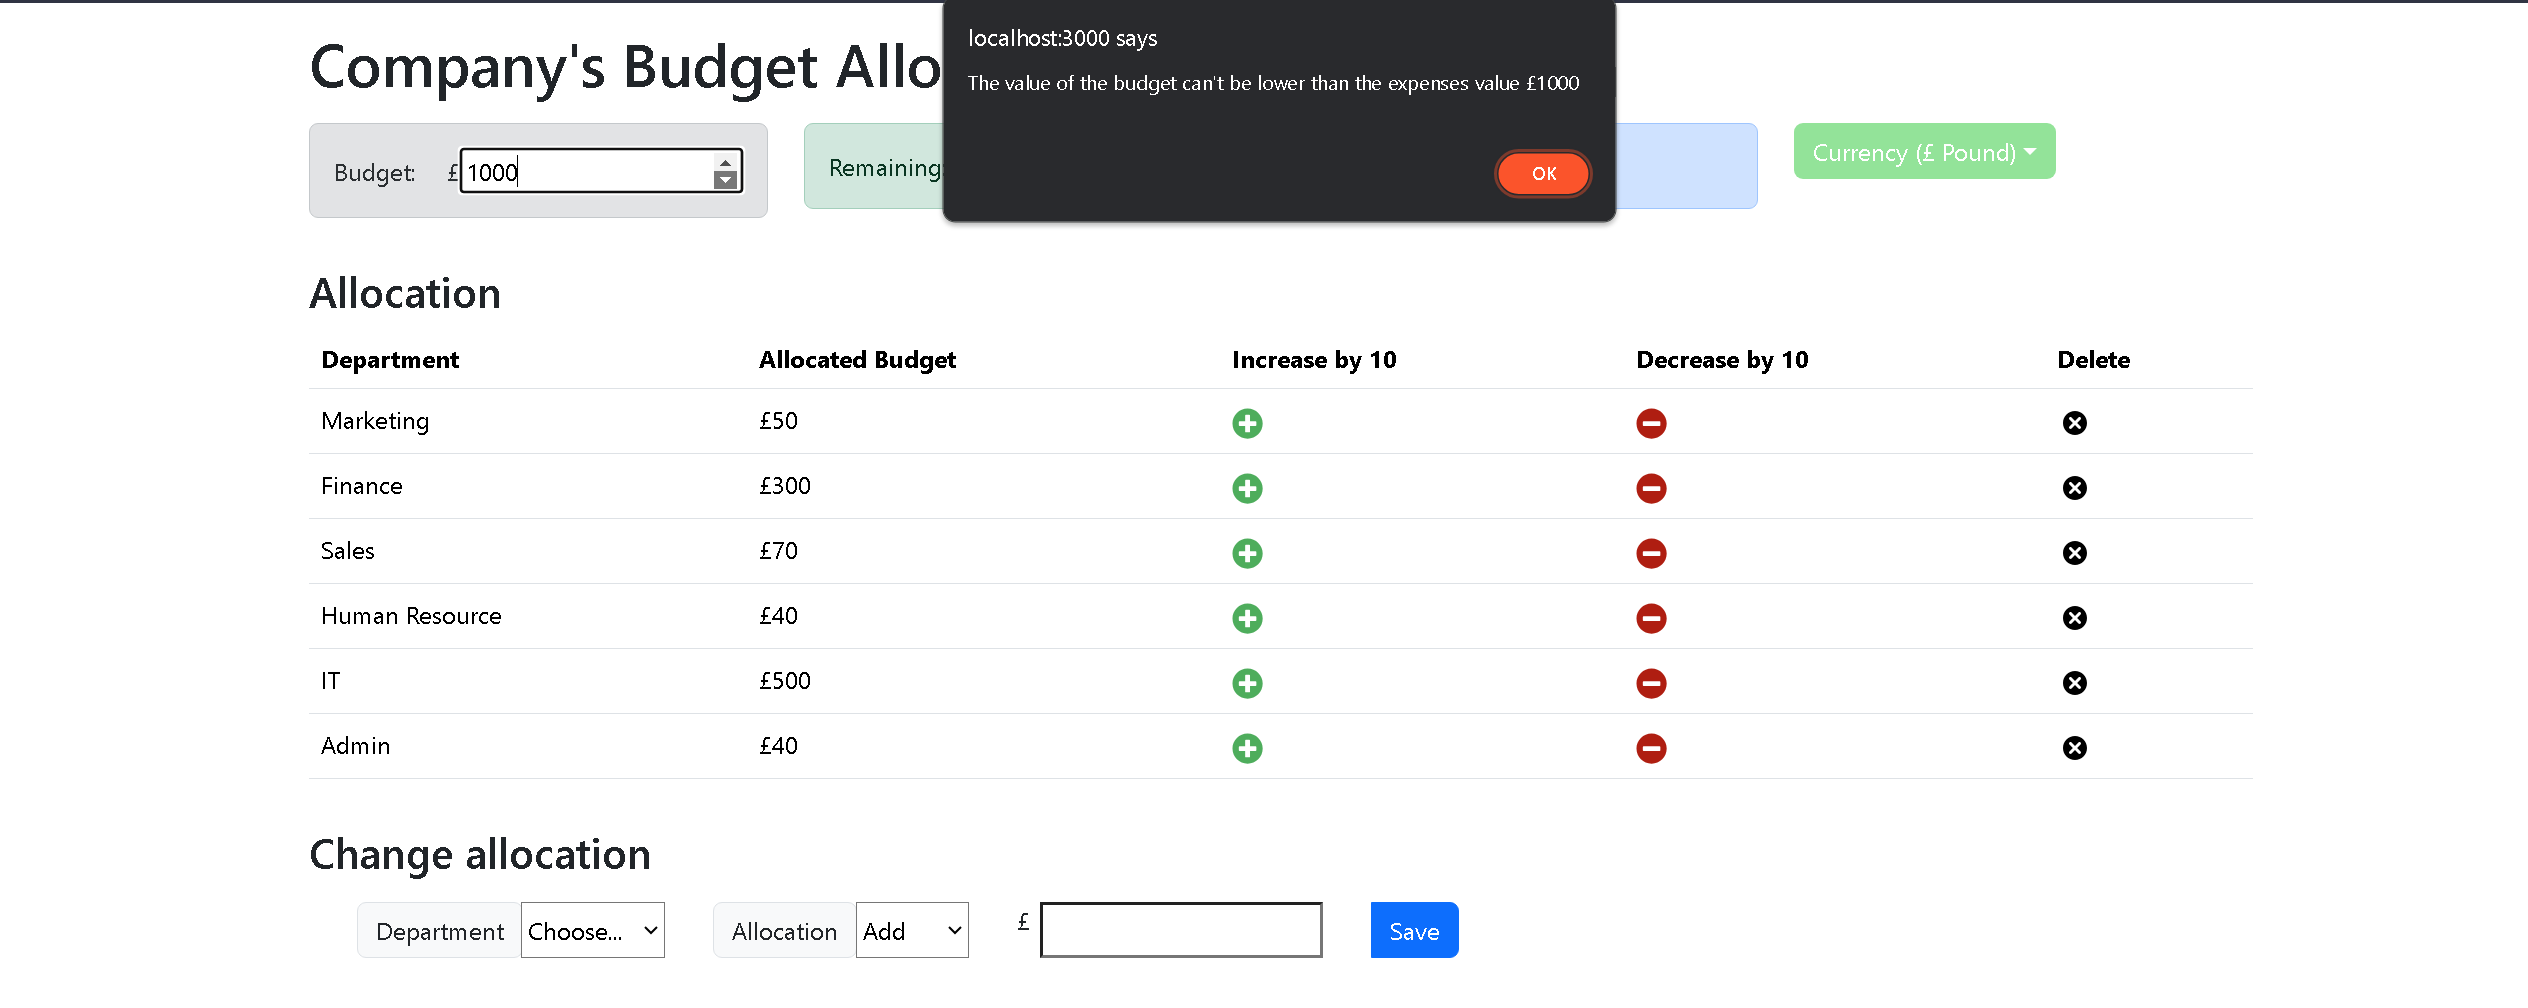 localhost:3000 says
The value of the budget can't be lower than the expenses value £1000
OK
Company's Budget Allo
Budget: £ 1000
Remaining:
Currency (£ Pound)
Allocation
Department Allocated Budget Increase by 10 Decrease by 10 Delete
Marketing £50
Finance £300
Sales £70
Human Resource £40
IT £500
Admin £40
Change allocation
Department Choose... Allocation Add £ Save